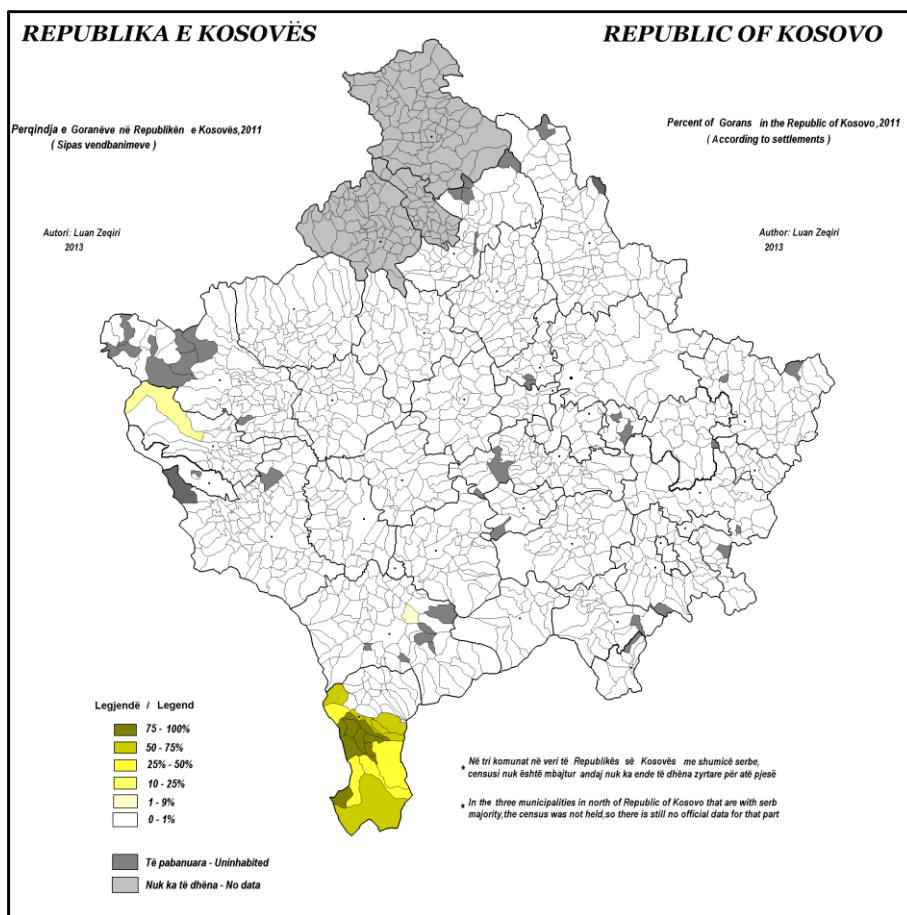 REPUBLIKA E KOSOVËS
REPUBLIC OF KOSOVO
Perqindja e Goranëve në Republikën e Kosovës,2011
( Sipas vendbanimeve )
Percent of Gorans in the Republic of Kosovo,2011
( According to settlements )
Autori: Luan Zeqiri
2013
Author: Luan Zeqiri
2013
Legjendë / Legend
75 - 100%
50 - 75%
25% - 50%
10 - 25%
1 - 9%
0 - 1%
Të pabanuara - Uninhabited
Nuk ka të dhëna - No data
* Në tri komunat në veri të Republikës së Kosovës me shumicë serbe,
censusi nuk është mbajtur andaj nuk ka ende të dhëna zyrtare për atë pjesë
* In the three municipalities in north of Republic of Kosovo that are with serb
majority,the census was not held,so there is still no official data for that part